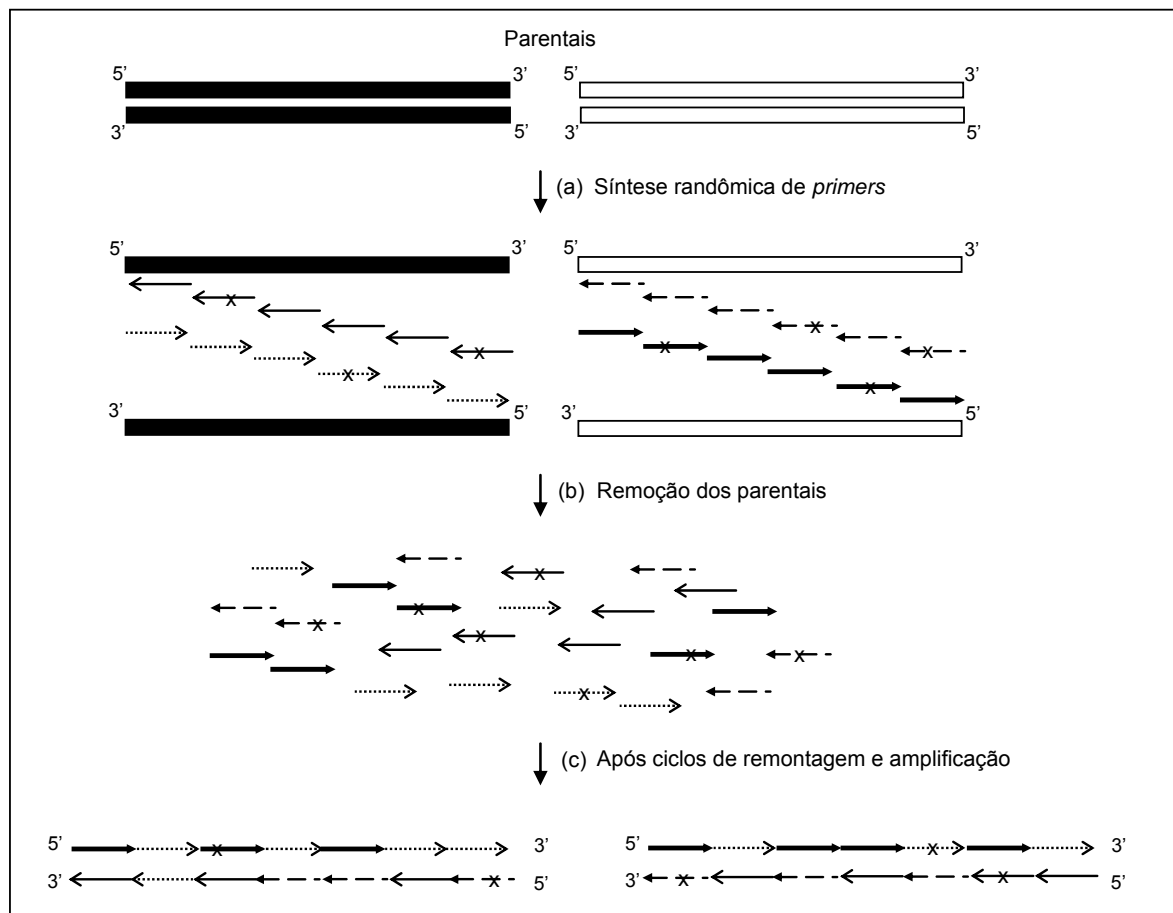 Parentais
5’ 3’ 5’ 3’
3’ 5’ 3’ 5’
(a) Síntese randômica de primers
5’ 3’ 5’ 3’
x
x
x
x
x
x
x
x
3’ 5’ 3’ 5’
(b) Remoção dos parentais
x
x
x
x
x
x
x
(c) Após ciclos de remontagem e amplificação
5’ x 3’ 5’ x 3’
x 5’ 3’ x x 5’